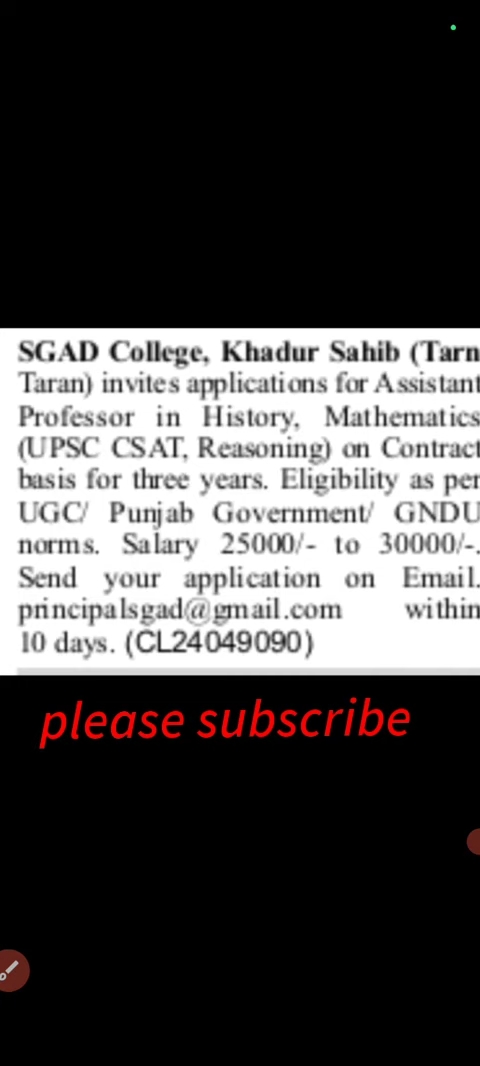 SGAD College, Khadur Sahib (Tarn
Taran) invites applications for Assistant
Professor in History, Mathematics
(UPSC CSAT, Reasoning) on Contract
basis for three years. Eligibility as per
UGC/ Punjab Government/ GNDU
norms. Salary 25000/- to 30000/-.
Send your application on Email.
principalsgad@gmail.com within
10 days. (CL24049090)
please subscribe